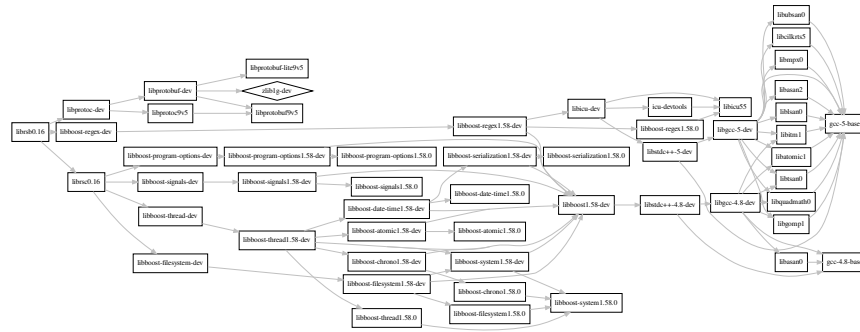 libubsan0
libcilkrts5
libmpx0
libprotobuf-lite9v5
libprotobuf-dev
zlib1g-dev
libasan2
libprotoc-dev
libprotoc9v5
libprotobuf9v5
libicu-dev
icu-devtools
libicu55
liblsan0
librsb0.16
libboost-regex-dev
libboost-regex1.58-dev
libboost-regex1.58.0
libgcc-5-dev
libitm1
gcc-5-base
libboost-program-options-dev
libboost-program-options1.58-dev
libboost-program-options1.58.0
libboost-serialization1.58-dev
libboost-serialization1.58.0
libstdc++-5-dev
libatomic1
librsc0.16
libboost-signals-dev
libboost-signals1.58-dev
libboost-signals1.58.0
libtsan0
libboost-date-time1.58-dev
libboost-date-time1.58.0
libboost1.58-dev
libstdc++-4.8-dev
libgcc-4.8-dev
libquadmath0
libboost-thread-dev
libboost-atomic1.58-dev
libboost-atomic1.58.0
libgomp1
libboost-thread1.58-dev
libboost-chrono1.58-dev
libboost-system1.58-dev
libasan0
gcc-4.8-base
libboost-filesystem-dev
libboost-filesystem1.58-dev
libboost-chrono1.58.0
libboost-system1.58.0
libboost-thread1.58.0
libboost-filesystem1.58.0